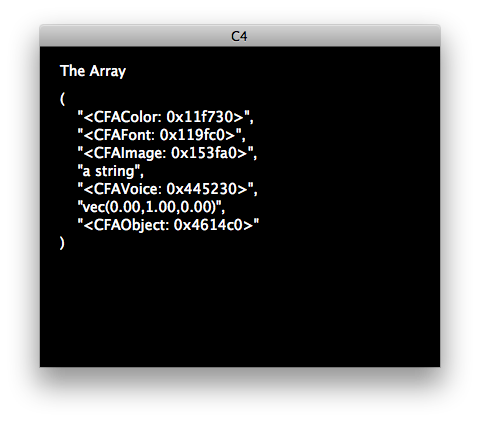 C4
The Array
(
"<CFAColor: 0x11f730>",
"<CFAFont: 0x119fc0>",
"<CFAImage: 0x153fa0>",
"a string",
"<CFAVoice: 0x445230>",
"vec(0.00,1.00,0.00)",
"<CFAObject: 0x4614c0>"
)